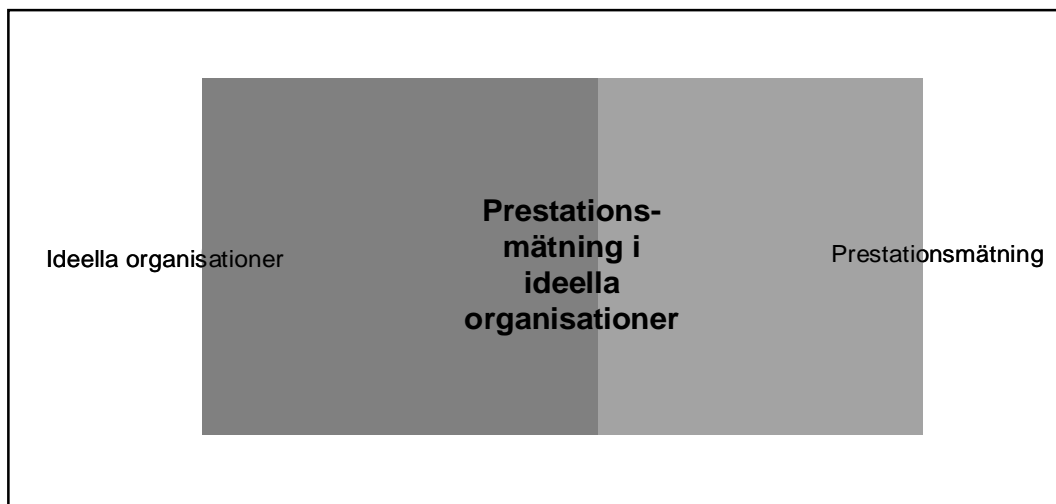 Ideella organisationer
Prestations-
mätning i
ideella
organisationer
Prestationsmätning